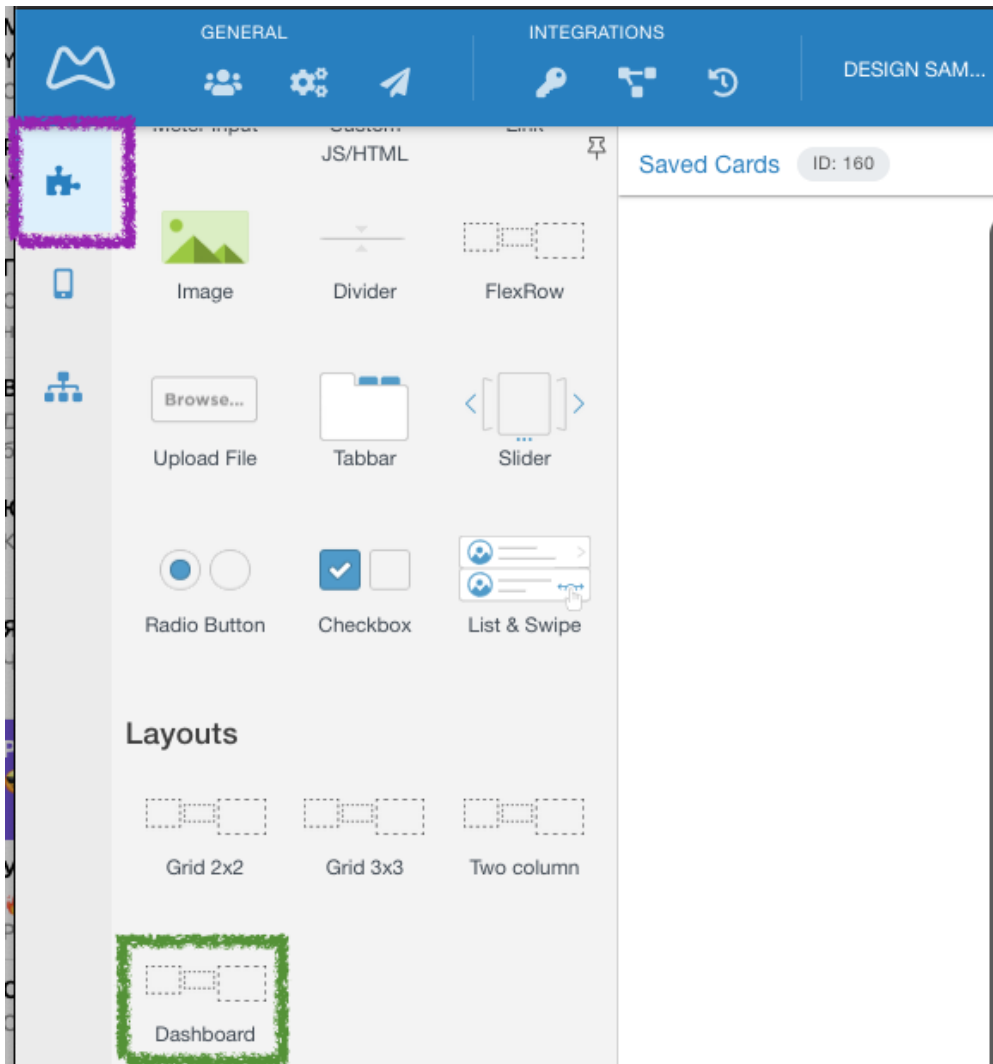 GENERAL
INTEGRATIONS
DESIGN SAM...
JS/HTML
Saved Cards
ID: 160
Image
Divider
FlexRow
Browse...
Upload File
Tabbar
Slider
Radio Button
Checkbox
List & Swipe
Layouts
Grid 2x2
Grid 3x3
Two column
Dashboard